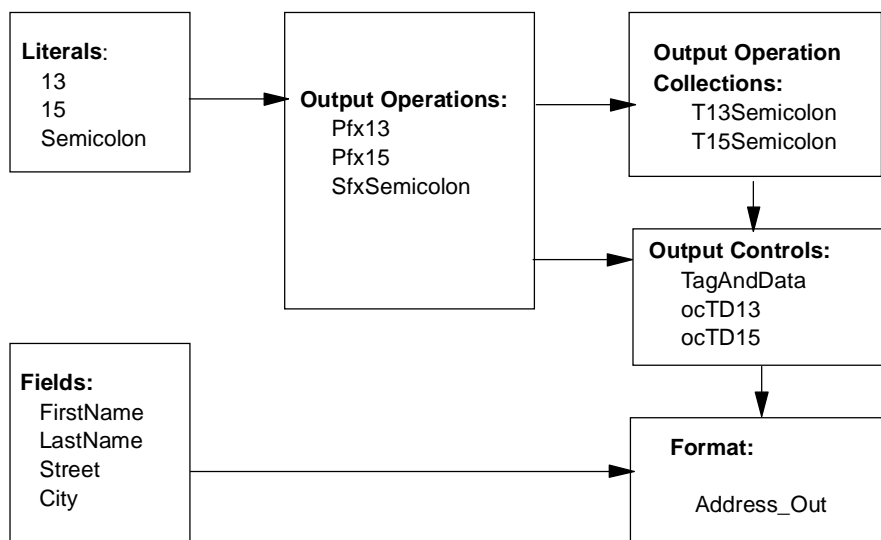 Literals:
13
15
Semicolon
Output Operations:
Pfx13
Pfx15
SfxSemicolon
Output Operation
Collections:
T13Semicolon
T15Semicolon
Output Controls:
TagAndData
ocTD13
ocTD15
Fields:
FirstName
LastName
Street
City
Format:
Address_Out